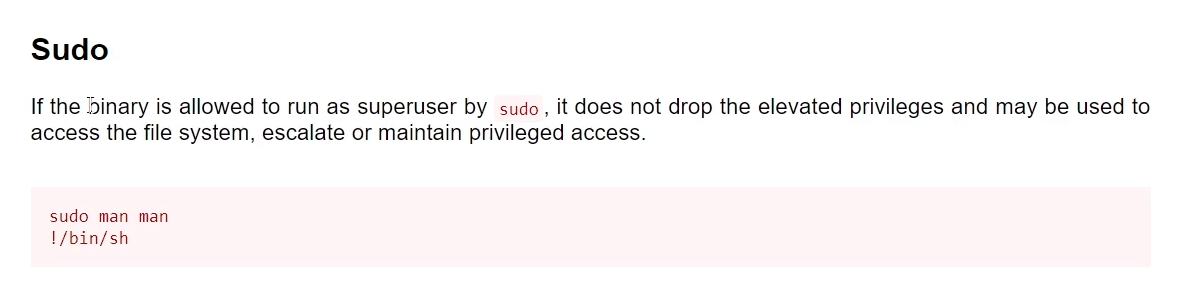 Sudo
If the binary is allowed to run as superuser by sudo, it does not drop the elevated privileges and may be used to
access the file system, escalate or maintain privileged access.
sudo man man
!/bin/sh